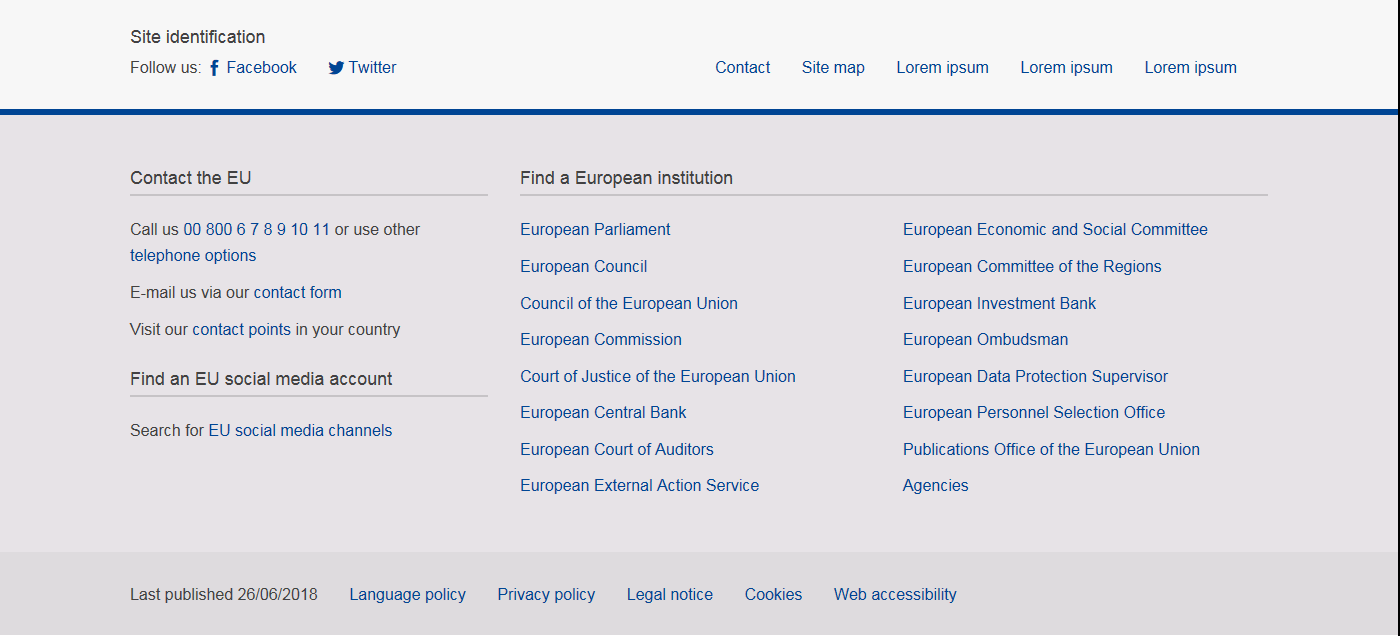 Site identification
Follow us: Facebook Twitter
Contact Site map Lorem ipsum Lorem ipsum Lorem ipsum
Contact the EU
Call us 00 800 6 7 8 9 10 11 or use other
telephone options
E-mail us via our contact form
Visit our contact points in your country
Find an EU social media account
Search for EU social media channels
Find a European institution
European Parliament
European Council
Council of the European Union
European Commission
Court of Justice of the European Union
European Central Bank
European Court of Auditors
European External Action Service
European Economic and Social Committee
European Committee of the Regions
European Investment Bank
European Ombudsman
European Data Protection Supervisor
European Personnel Selection Office
Publications Office of the European Union
Agencies
Last published 26/06/2018 Language policy Privacy policy Legal notice Cookies Web accessibility